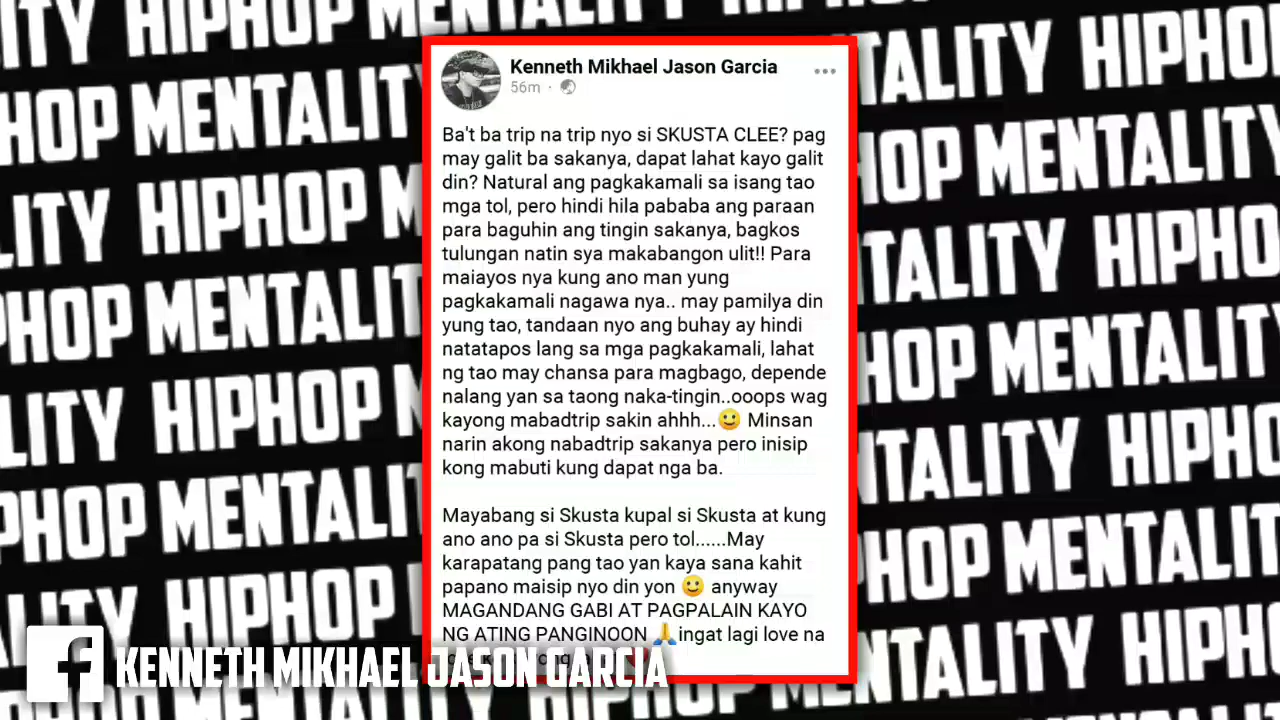 HIPHOP MENTALITY HIPHOP
Kenneth Mikhael Jason Garcia
56m
Ba't ba trip na trip nyo si SKUSTA CLEE? pag
may galit ba sakanya, dapat lahat kayo galit
din? Natural ang pagkakamali sa isang tao
mga tol, pero hindi hila pababa ang paraan
para baguhin ang tingin sakanya, bagkos
tulungan natin sya makabangon ulit!! Para
maiayos nya kung ano man yung
pagkakamali nagawa nya.. may pamilya din
yung tao, tandaan nyo ang buhay ay hindi
natatapos lang sa mga pagkakamali, lahat
ng tao may chansa para magbago, depende
nalang yan sa taong naka-tingin..ooops wag
kayong mabadtrip sakin ahhh...🙂 Minsan
narin akong nabadtrip sakanya pero inisip
kong mabuti kung dapat nga ba.
Mayabang si Skusta kupal si Skusta at kung
ano ano pa si Skusta pero tol......May
karapatang pang tao yan kaya sana kahit
papano maisip nyo din yon 🙂 anyway
MAGANDANG GABI AT PAGPALAIN KAYO
NG ATING PANGINOON 🙏ingat lagi love na
KENNETH MIKHAEL JASON GARCIA